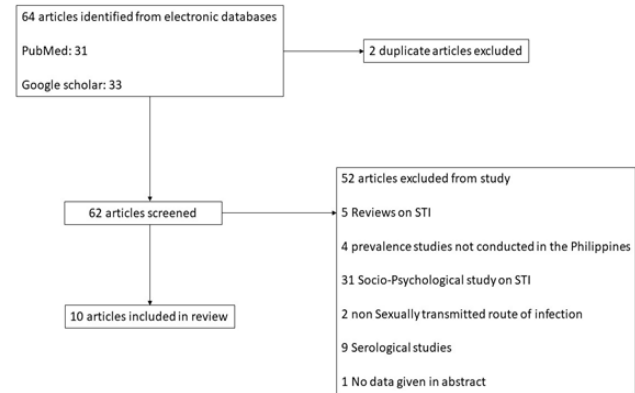 64 articles identified from electronic databases
PubMed: 31
Google scholar: 33
2 duplicate articles excluded
62 articles screened
52 articles excluded from study
5 Reviews on STI
4 prevalence studies not conducted in the Philippines
31 Socio-Psychological study on STI
2 non Sexually transmitted route of infection
9 Serological studies
1 No data given in abstract
10 articles included in review